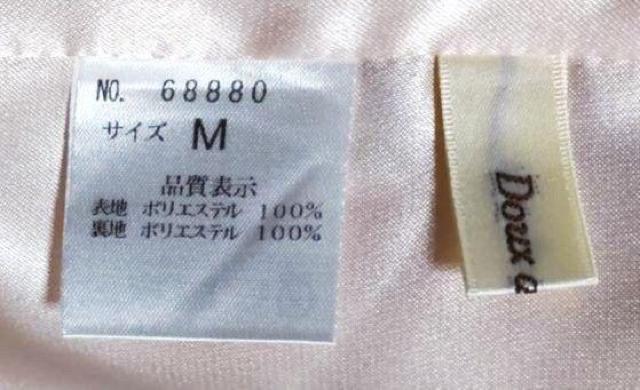 NO. 68880
サイズ M
品質表示
表地 ポリエステル 100%
裏地 ポリエステル 100%
Doux a